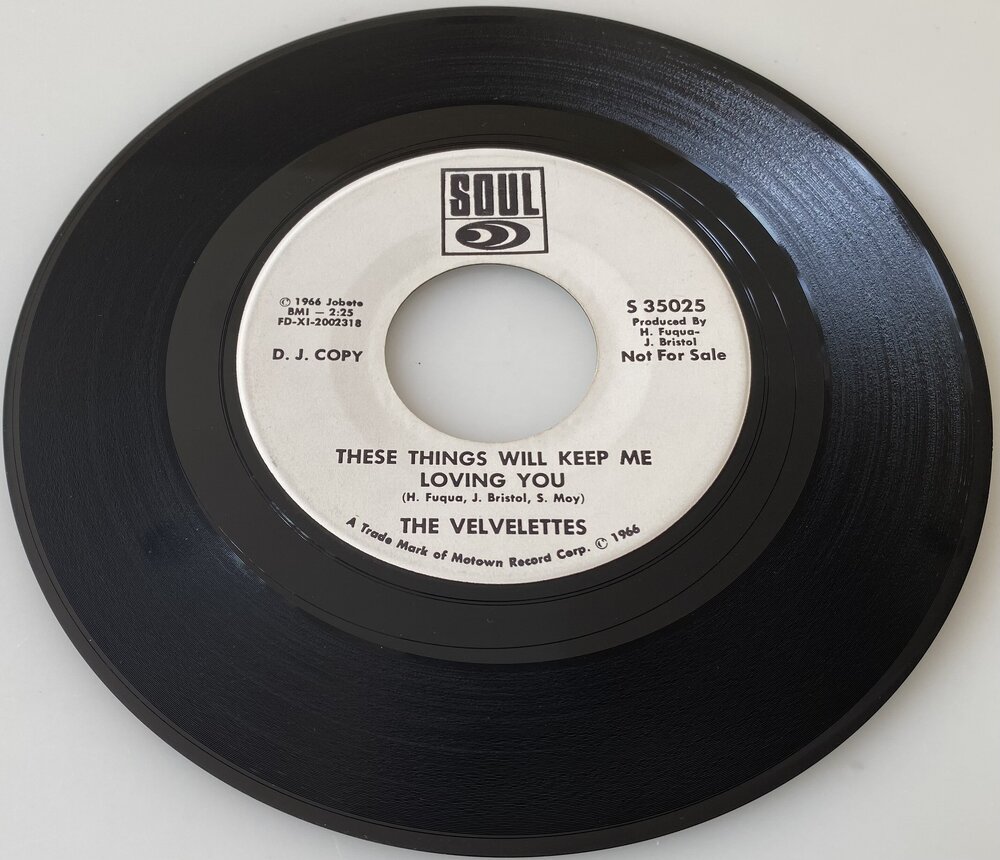 SOUL
© 1966 Jobete
BMI — 2:25
FD-XI-2002318
D. J. COPY
S 35025
Produced By
H. Fuqua-
J. Bristol
Not For Sale
THESE THINGS WILL KEEP ME
LOVING YOU
(H. Fuqua, J. Bristol, S. Moy)
THE VELVELETTES
A Trade Mark of Motown Record Corp. © 1966